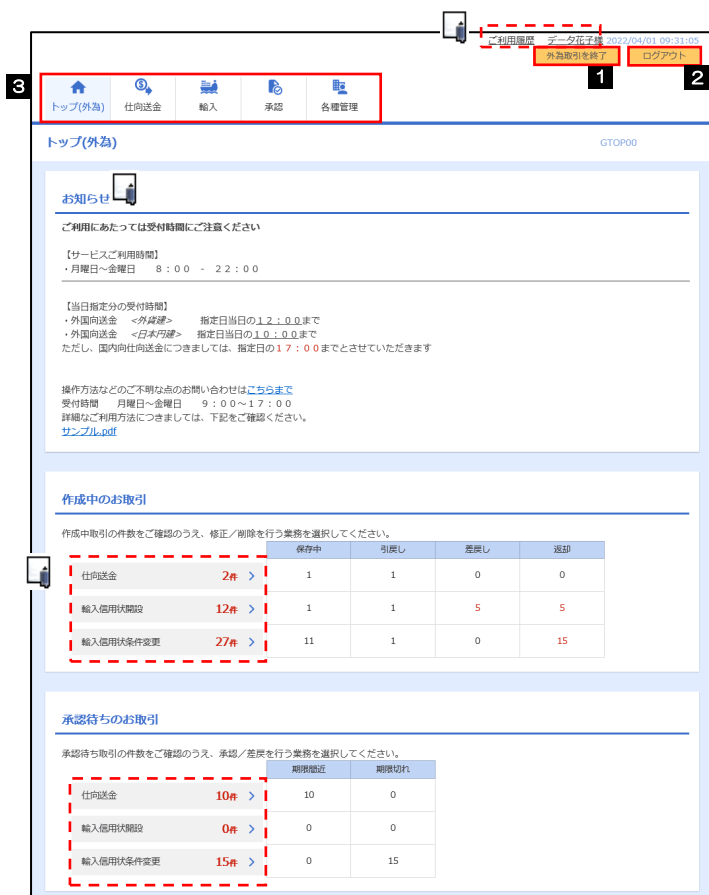 ご利用履歴 データ花子様 2022/04/01 09:31:05
外為取引を終了 ログアウト
1 2
3
トップ(外為) 仕向送金 輸入 承認 各種管理
トップ(外為) GTOP00
お知らせ
ご利用にあたっては受付時間にご注意ください
【サービスご利用時間】
・月曜日～金曜日 8:00 - 22:00
【当日指定分の受付時間】
・外国向送金 <外貨建> 指定日当日の12:00まで
・外国向送金 <日本円建> 指定日当日の10:00まで
ただし、国内向仕向送金につきましては、指定日の17:00までとさせていただきます
操作方法などのご不明な点のお問い合わせはこちらまで
受付時間 月曜日～金曜日 9:00～17:00
詳細なご利用方法につきましては、下記をご確認ください。
サンプル.pdf
作成中のお取引
作成中取引の件数をご確認のうえ、修正／削除を行う業務を選択してください。
保存中 引戻し 差戻し 返却
仕向送金 2件 1 1 0 0
輸入信用状開設 12件 1 1 5 5
輸入信用状条件変更 27件 11 1 0 15
承認待ちのお取引
承認待ち取引の件数をご確認のうえ、承認／差戻を行う業務を選択してください。
期限間近 期限切れ
仕向送金 10件 10 0
輸入信用状開設 0件 0 0
輸入信用状条件変更 15件 0 15